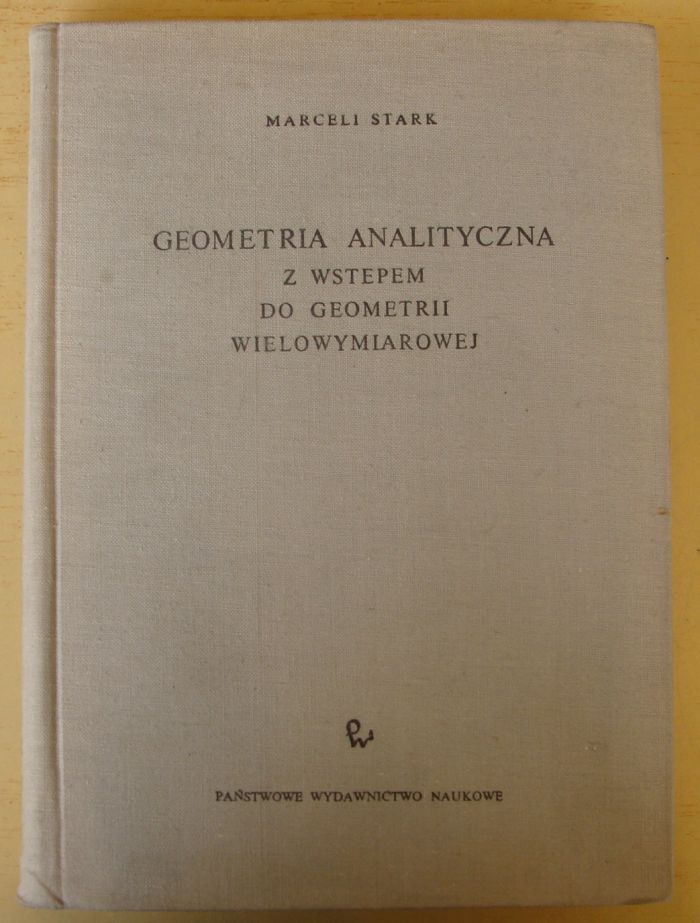 MARCELI STARK
GEOMETRIA ANALITYCZNA
Z WSTEPEM
DO GEOMETRII
WIELOWYMIAROWEJ
PAŃSTWOWE WYDAWNICTWO NAUKOWE